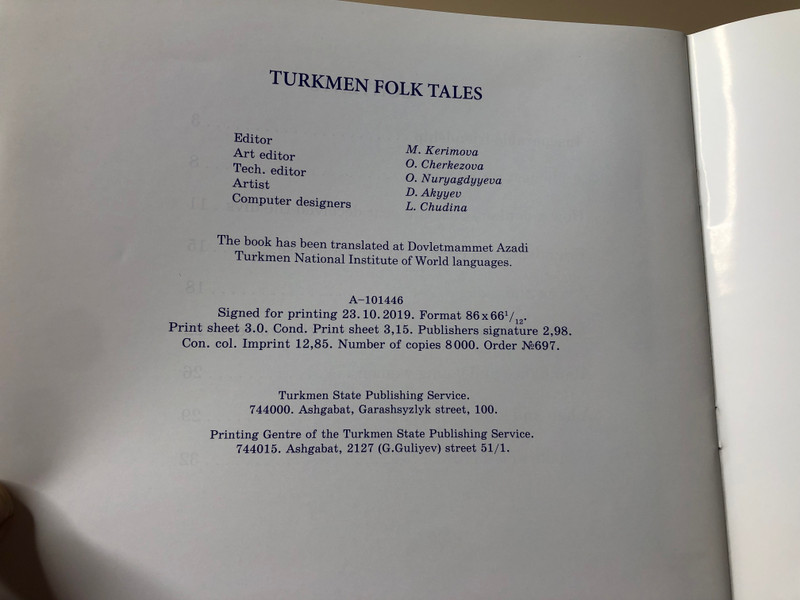 TURKMEN FOLK TALES
Editor M. Kerimova
Art editor O. Cherkezova
Tech. editor O. Nuryagdyyeva
Artist D. Akyyev
Computer designers L. Chudina
The book has been translated at Dovletmammet Azadi
Turkmen National Institute of World languages.
A–101446
Signed for printing 23.10.2019. Format 86x66¹/₁₂.
Print sheet 3.0. Cond. Print sheet 3,15. Publishers signature 2,98.
Con. col. Imprint 12,85. Number of copies 8000. Order №697.
Turkmen State Publishing Service.
744000. Ashgabat, Garashsyzlyk street, 100.
Printing Gentre of the Turkmen State Publishing Service.
744015. Ashgabat, 2127 (G.Guliyev) street 51/1.